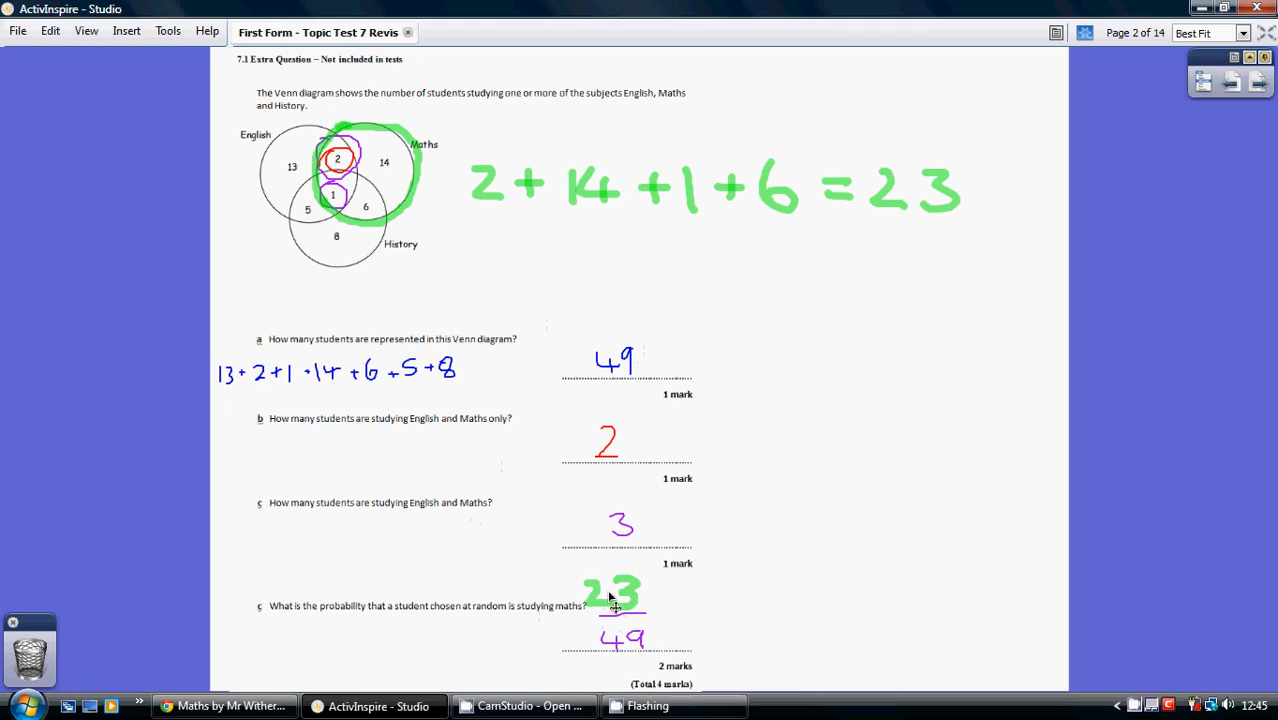 ActivInspire - Studio
File Edit View Insert Tools Help First Form - Topic Test 7 Revis Page 2 of 14 Best Fit
7.1 Extra Question – Not included in tests
The Venn diagram shows the number of students studying one or more of the subjects English, Maths
and History.
English
Maths
13 2 14
1
5 6
8
History
2 + 14 + 1 + 6 = 23
a How many students are represented in this Venn diagram?
13 + 2 + 1 + 14 + 6 + 5 + 8
49
1 mark
b How many students are studying English and Maths only?
2
1 mark
c How many students are studying English and Maths?
3
1 mark
23
c What is the probability that a student chosen at random is studying maths?
49
2 marks
(Total 4 marks)
Maths by Mr Wither... ActivInspire - Studio CamStudio - Open ... Flashing 12:45